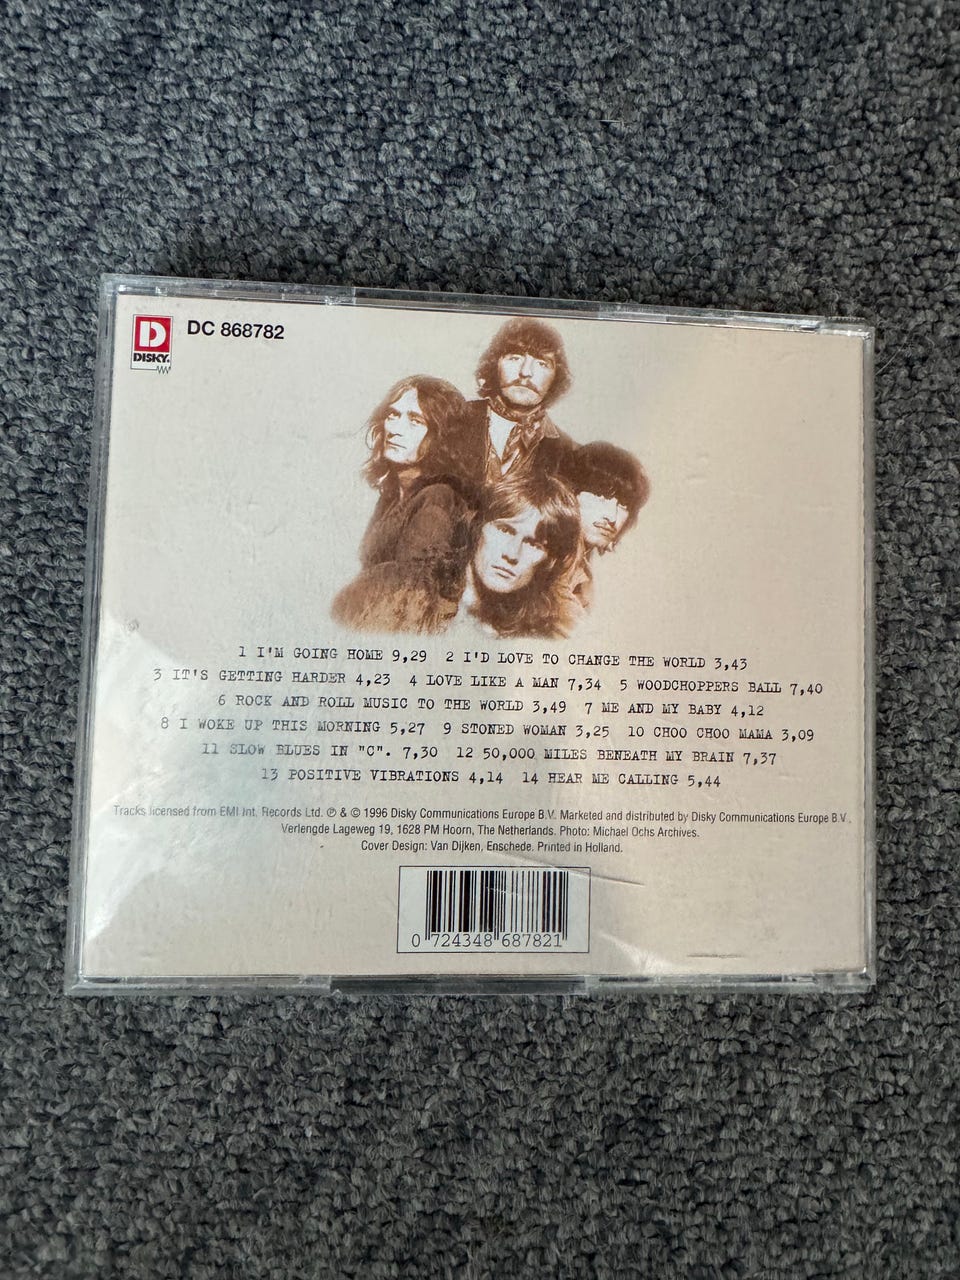 D
DISKY.
DC 868782
1 I'M GOING HOME 9,29 2 I'D LOVE TO CHANGE THE WORLD 3,43
3 IT'S GETTING HARDER 4,23 4 LOVE LIKE A MAN 7,34 5 WOODCHOPPERS BALL 7,40
6 ROCK AND ROLL MUSIC TO THE WORLD 3,49 7 ME AND MY BABY 4,12
8 I WOKE UP THIS MORNING 5,27 9 STONED WOMAN 3,25 10 CHOO CHOO MAMA 3,09
11 SLOW BLUES IN "C". 7,30 12 50,000 MILES BENEATH MY BRAIN 7,37
13 POSITIVE VIBRATIONS 4,14 14 HEAR ME CALLING 5,44
Tracks licensed from EMI Int. Records Ltd. ℗ & © 1996 Disky Communications Europe B.V. Marketed and distributed by Disky Communications Europe B.V.,
Verlengde Lageweg 19, 1628 PM Hoorn, The Netherlands. Photo: Michael Ochs Archives.
Cover Design: Van Dijken, Enschede. Printed in Holland.
0 724348 687821